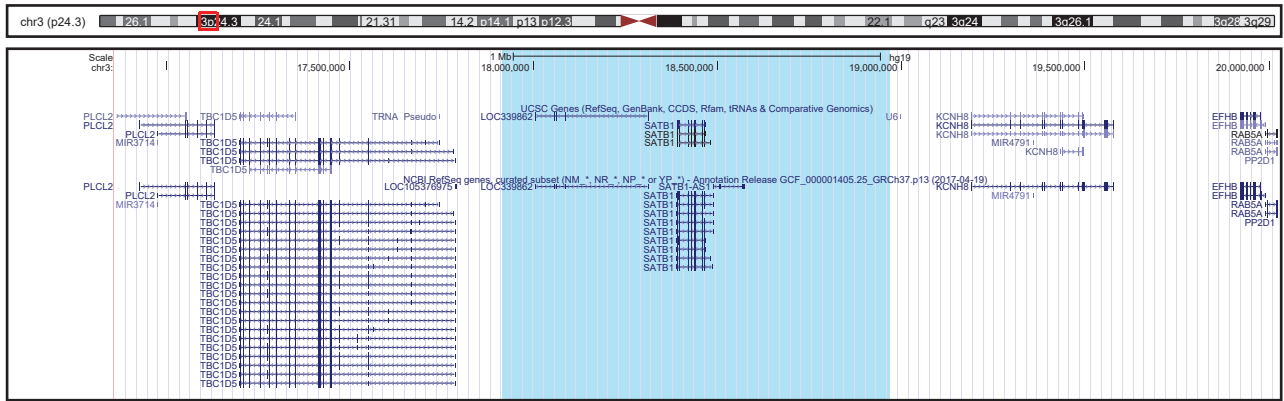 chr3 (p24.3) 26.1 3p24.3 24.1 21.31 14.2 p14.1 p13 p12.3 22.1 q23 3q24 3q26.1 3q28 3q29
Scale 1 Mb hg19
chr3: 17,500,000 18,000,000 18,500,000 19,000,000 19,500,000 20,000,000
UCSC Genes (RefSeq, GenBank, CCDS, Rfam, tRNAs & Comparative Genomics)
PLCL2 TBC1D5 TRNA Pseudo LOC339862 U6 KCNH8 EFHB
PLCL2 SATB1 KCNH8 EFHB
PLCL2 SATB1 KCNH8 RAB5A
MIR3714 TBC1D5 SATB1 MIR4791 RAB5A
TBC1D5 KCNH8 RAB5A
TBC1D5 PP2D1
TBC1D5
NCBI RefSeq genes, curated subset (NM_*, NR_*, NP_* or YP_*) - Annotation Release GCF_000001405.25_GRCh37.p13 (2017-04-19)
PLCL2 LOC105376975 LOC339862 SATB1-AS1 KCNH8 EFHB
PLCL2 SATB1 MIR4791 EFHB
MIR3714 TBC1D5 SATB1 RAB5A
TBC1D5 SATB1 RAB5A
TBC1D5 SATB1 PP2D1
TBC1D5 SATB1
TBC1D5 SATB1
TBC1D5 SATB1
TBC1D5 SATB1
TBC1D5 SATB1
TBC1D5
TBC1D5
TBC1D5
TBC1D5
TBC1D5
TBC1D5
TBC1D5
TBC1D5
TBC1D5
TBC1D5
TBC1D5
TBC1D5
TBC1D5